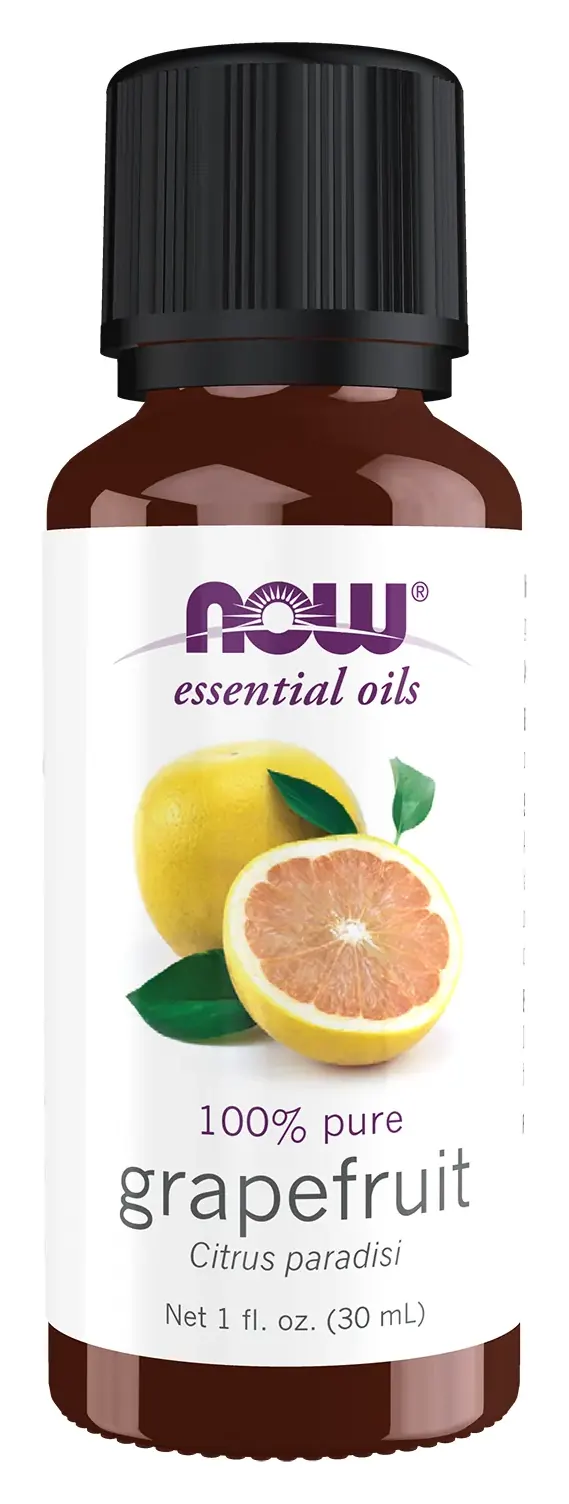 now®
essential oils
100% pure
grapefruit
Citrus paradisi
Net 1 fl. oz. (30 mL)